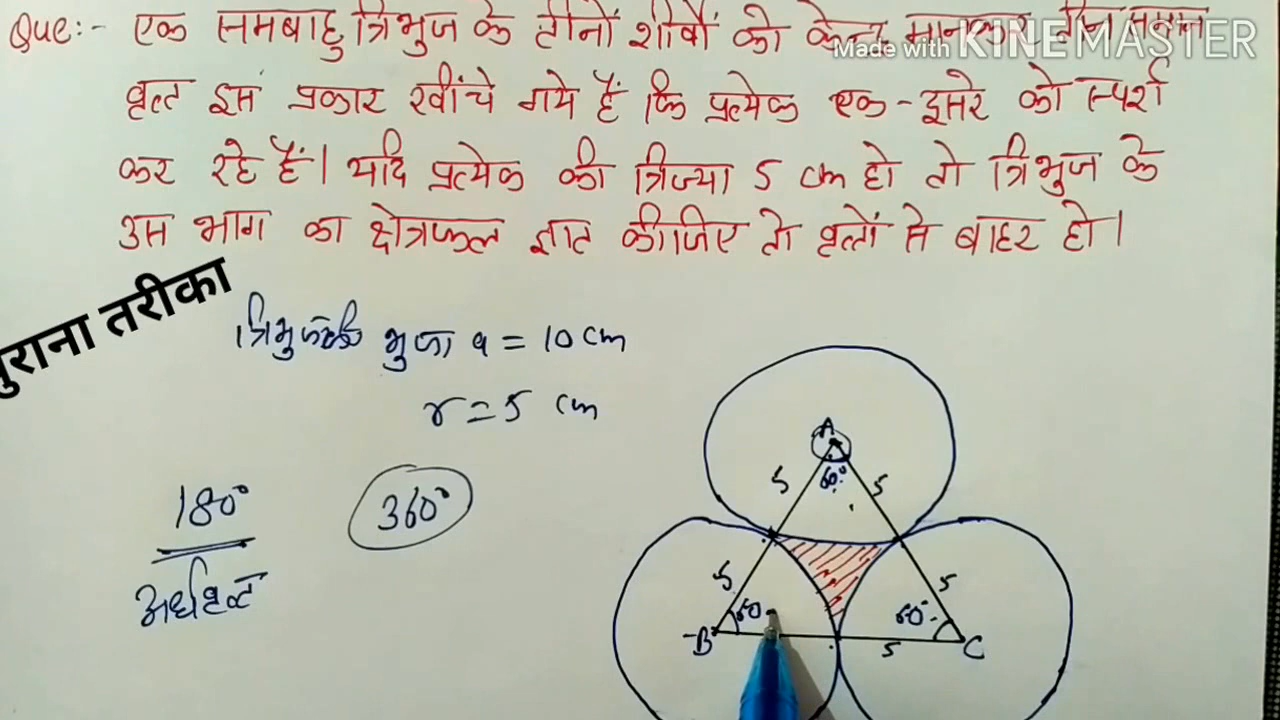 Que:- एक समबाहु त्रिभुज के तीनों शीर्षों को केन्द्र मानकर तीन समान
Made with KINEMASTER
वृत्त इस प्रकार खींचे गये हैं कि प्रत्येक एक-दूसरे को स्पर्श
कर रहे हैं। यदि प्रत्येक की त्रिज्या 5 cm हो तो त्रिभुज के
उस भाग का क्षेत्रफल ज्ञात कीजिए तो वृत्तों से बाहर हो।
पुराना तरीका
भुजा a = 10 cm
r = 5 cm
180°
360°
अर्धवृत्त
A
60°
5 5
5 5
B 60 60° C
5